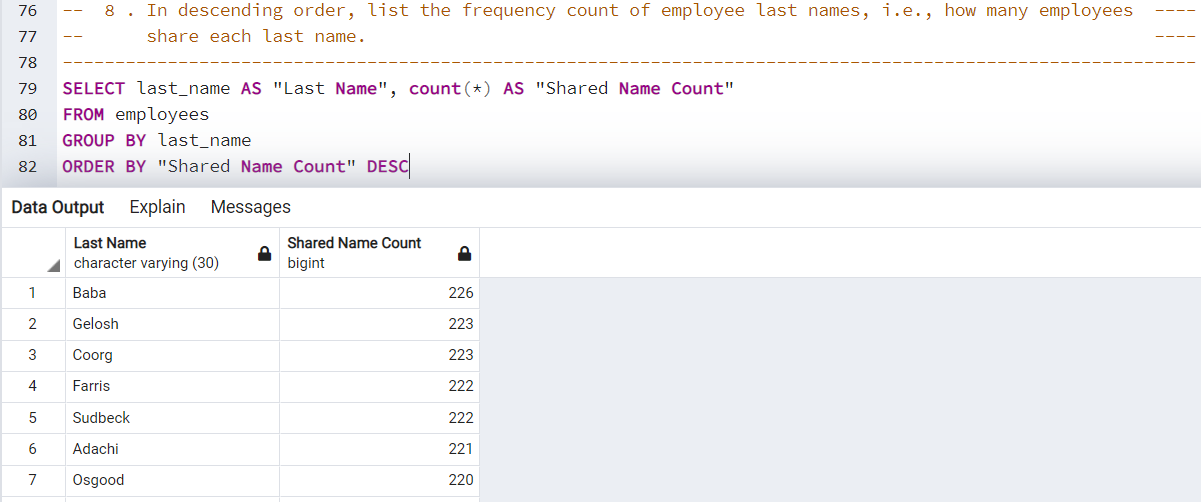 76 -- 8 . In descending order, list the frequency count of employee last names, i.e., how many employees ----
77 -- share each last name. ----
78 ------------------------------------------------------------------------------------------------------------
79 SELECT last_name AS "Last Name", count(*) AS "Shared Name Count"
80 FROM employees
81 GROUP BY last_name
82 ORDER BY "Shared Name Count" DESC
Data Output Explain Messages
Last Name Shared Name Count
character varying (30) bigint
1 Baba 226
2 Gelosh 223
3 Coorg 223
4 Farris 222
5 Sudbeck 222
6 Adachi 221
7 Osgood 220